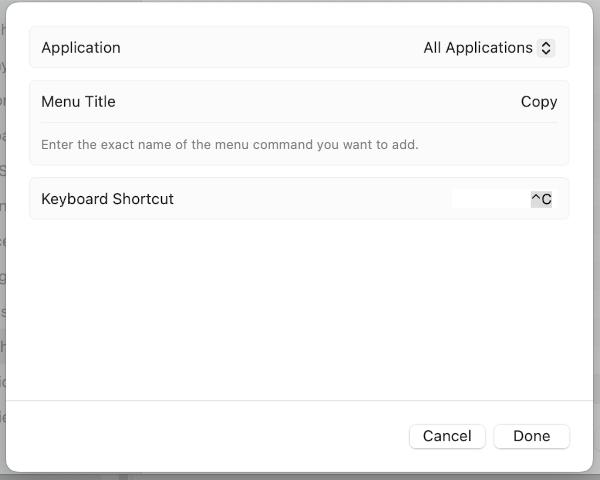 Application
All Applications
Menu Title
Copy
Enter the exact name of the menu command you want to add.
Keyboard Shortcut
^C
Cancel
Done